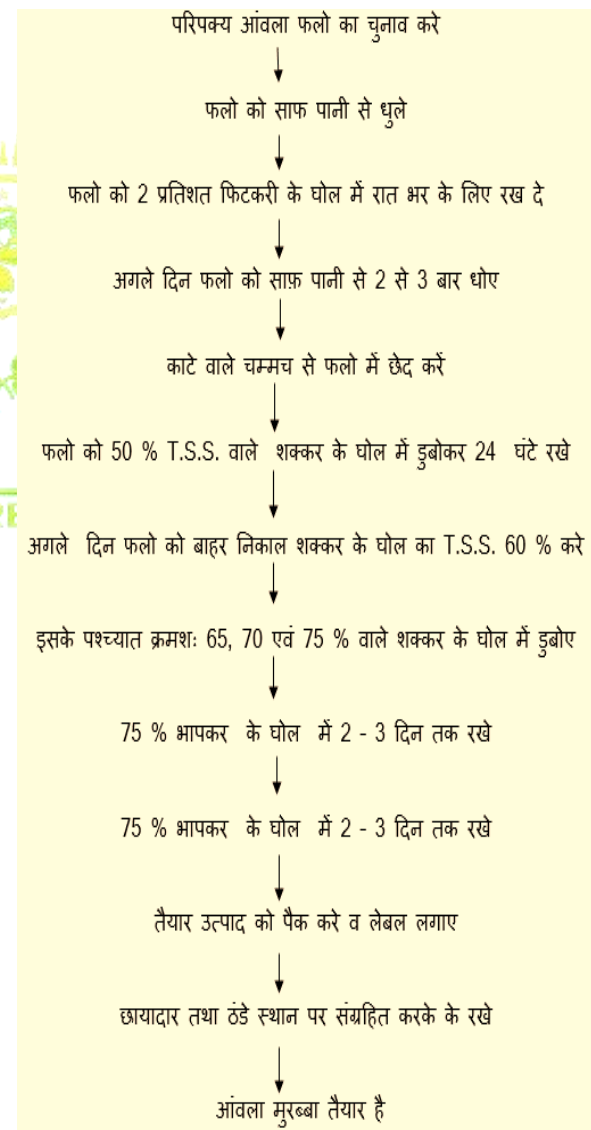 परिपक्य आंवला फलो का चुनाव करे
फलो को साफ पानी से धुले
फलो को 2 प्रतिशत फिटकरी के घोल में रात भर के लिए रख दे
अगले दिन फलो को साफ़ पानी से 2 से 3 बार धोए
काटे वाले चम्मच से फलो में छेद करें
फलो को 50 % T.S.S. वाले शक्कर के घोल में डुबोकर 24 घंटे रखे
अगले दिन फलो को बाहर निकाल शक्कर के घोल का T.S.S. 60 % करे
इसके पश्च्यात क्रमशः 65, 70 एवं 75 % वाले शक्कर के घोल में डुबोए
75 % भापकर के घोल में 2 - 3 दिन तक रखे
75 % भापकर के घोल में 2 - 3 दिन तक रखे
तैयार उत्पाद को पैक करे व लेबल लगाए
छायादार तथा ठंडे स्थान पर संग्रहित करके के रखे
आंवला मुरब्बा तैयार है